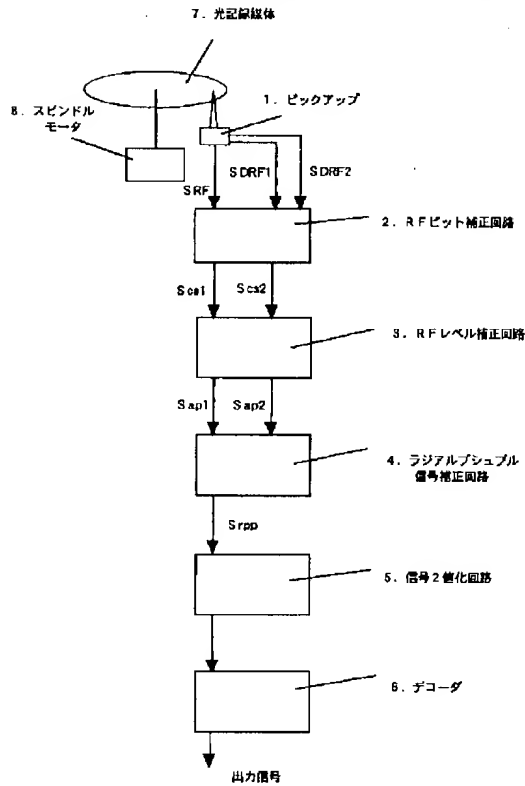 7．光記録媒体
8．スピンドル
モータ
1．ピックアップ
SRF
SDRF1
SDRF2
2．RFピット補正回路
Scs1
Scs2
3．RFレベル補正回路
Sap1
Sap2
4．ラジアルプシュプル
信号補正回路
Srpp
5．信号2値化回路
6．デコーダ
出力信号